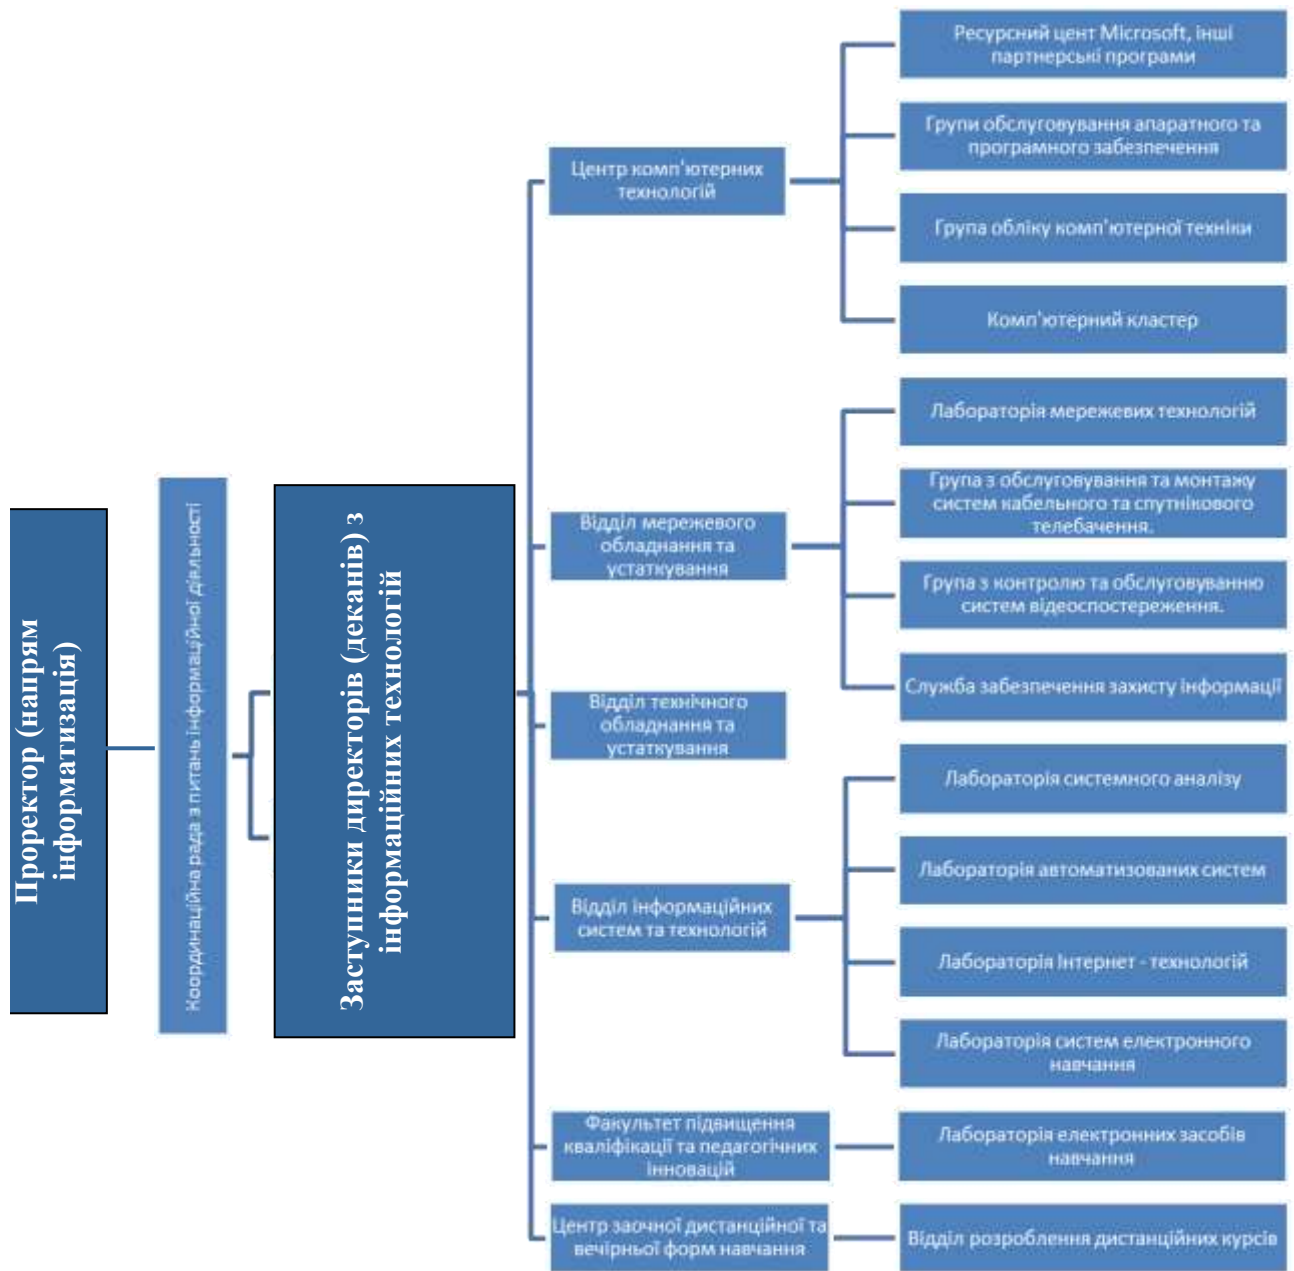 Проректор (напрям
інформатизація)
Координаційна рада з питань інформаційної діяльності
Заступники директорів (деканів) з
інформаційних технологій
Центр комп'ютерних
технологій
Ресурсний цент Microsoft, інші
партнерські програми
Групи обслуговування апаратного та
програмного забезпечення
Група обліку комп'ютерної техніки
Комп'ютерний кластер
Відділ мережевого
обладнання та
устаткування
Лабораторія мережевих технологій
Група з обслуговування та монтажу
систем кабельного та спутнікового
телебачення.
Група з контролю та обслуговуванню
систем відеоспостереження.
Служба забезпечення захисту інформації
Відділ технічного
обладнання та
устаткування
Відділ інформаційних
систем та технологій
Лабораторія системного аналізу
Лабораторія автоматизованих систем
Лабораторія Інтернет - технологій
Лабораторія систем електронного
навчання
Факультет підвищення
кваліфікації та педагогічних
інновацій
Лабораторія електронних засобів
навчання
Центр заочної дистанційної та
вечірньої форм навчання
Відділ розроблення дистанційних курсів